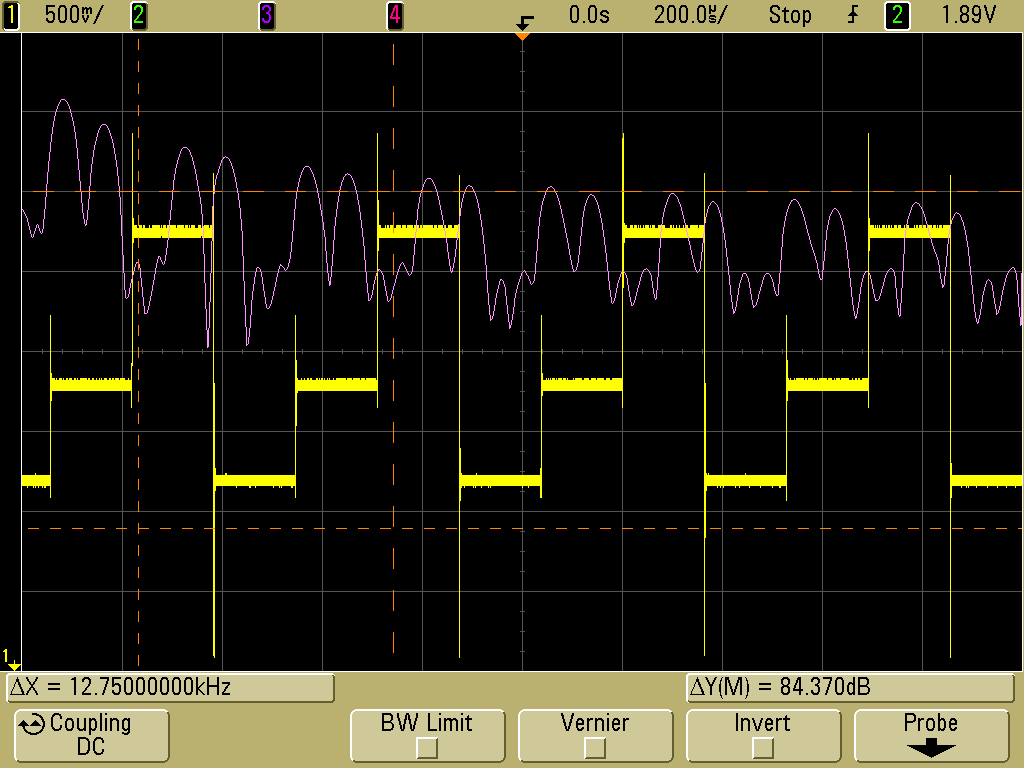 1 500mV/ 2 3 4 0.0s 200.0µs/ Stop 2 1.89V
1
ΔX = 12.75000000kHz ΔY(M) = 84.370dB
Coupling BW Limit Vernier Invert Probe
DC